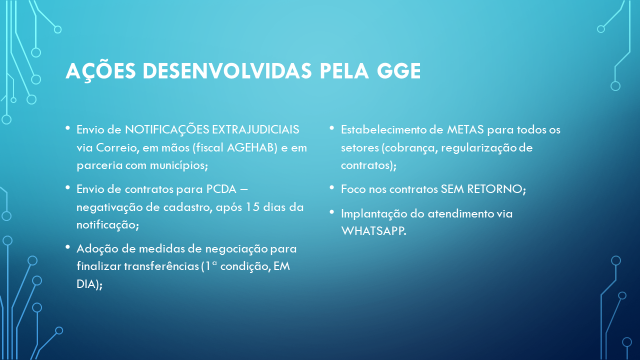 AÇÕES DESENVOLVIDAS PELA GGE
• Envio de NOTIFICAÇÕES EXTRAJUDICIAIS
via Correio, em mãos (fiscal AGEHAB) e em
parceria com municípios;
• Envio de contratos para PCDA –
negativação de cadastro, após 15 dias da
notificação;
• Adoção de medidas de negociação para
finalizar transferências (1ª condição, EM
DIA);
• Estabelecimento de METAS para todos os
setores (cobrança, regularização de
contratos);
• Foco nos contratos SEM RETORNO;
• Implantação do atendimento via
WHATSAPP.